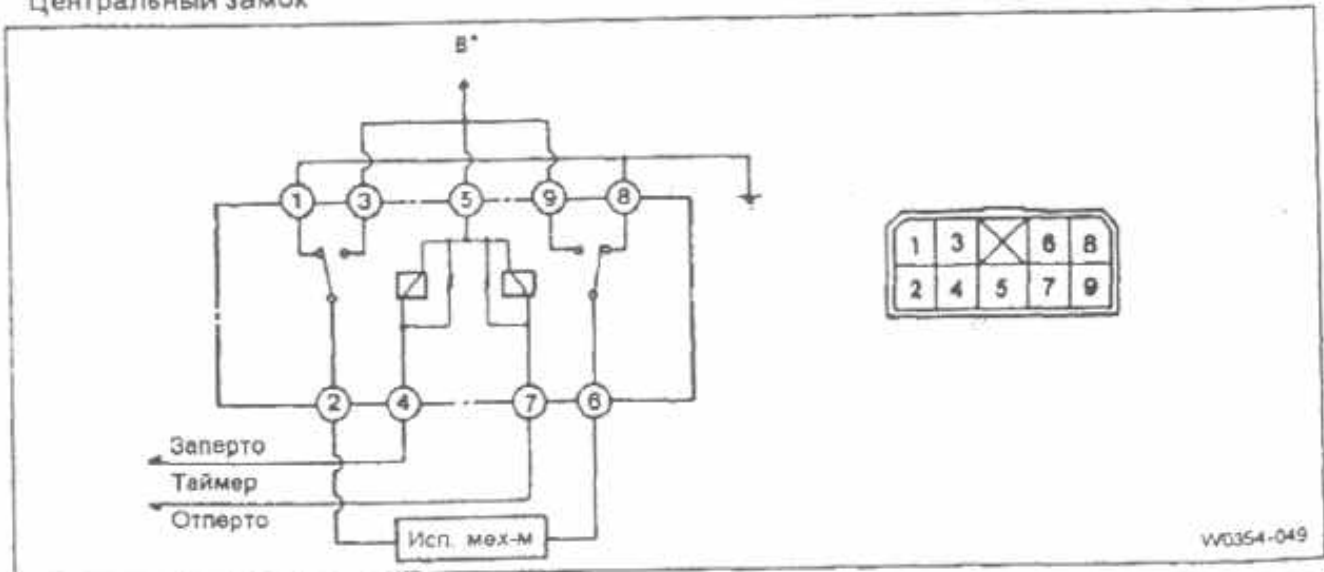 Центральный замок
B⁺
1 3 5 9 8
2 4 7 6
Заперто
Таймер
Отперто
Исп. мех-м
1 3 6 8
2 4 5 7 9
W0354-049